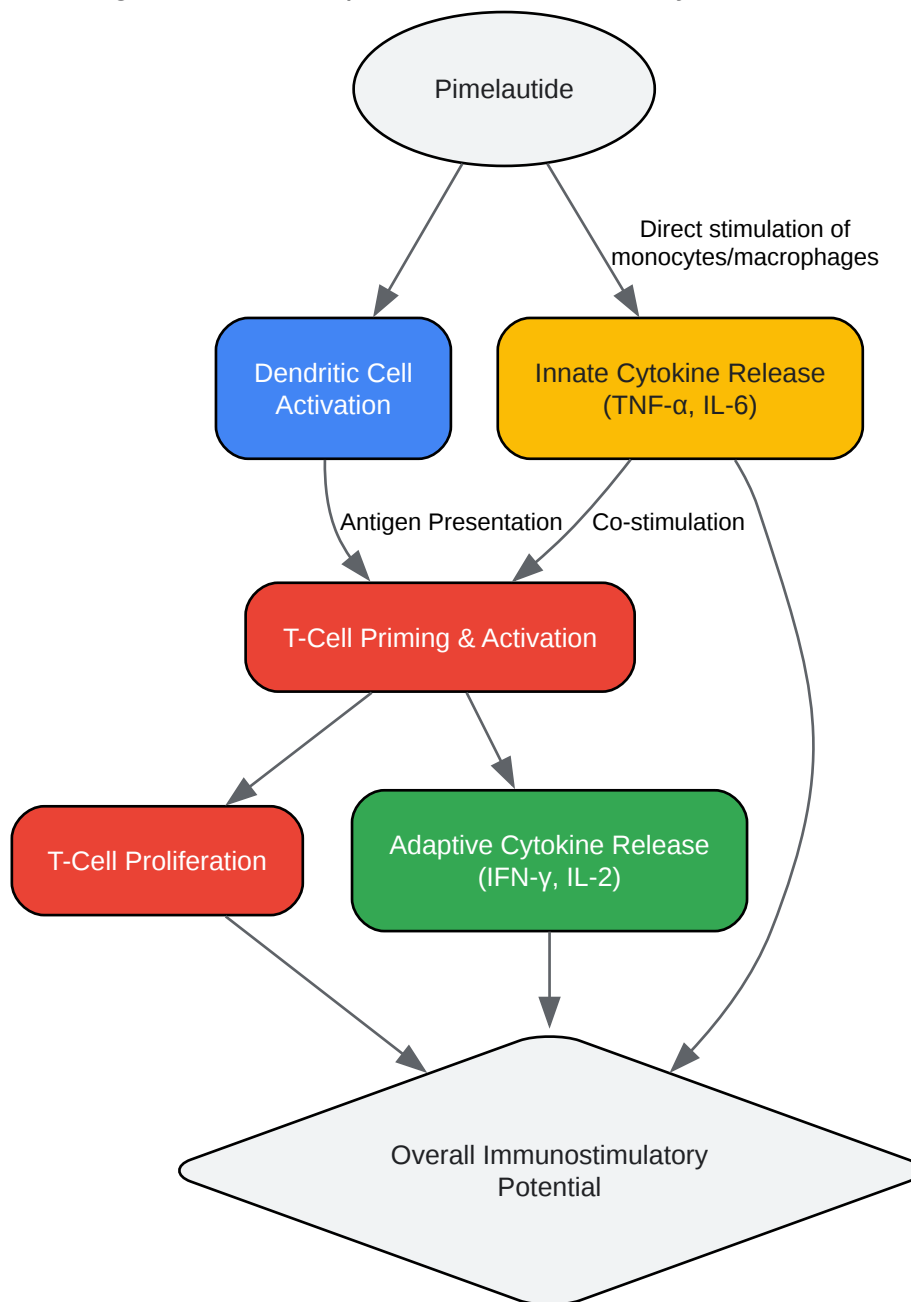 Pimelautide
Direct stimulation of
monocytes/macrophages
Dendritic Cell
Activation
Innate Cytokine Release
(TNF-α, IL-6)
Antigen Presentation
Co-stimulation
T-Cell Priming & Activation
T-Cell Proliferation
Adaptive Cytokine Release
(IFN-γ, IL-2)
Overall Immunostimulatory
Potential